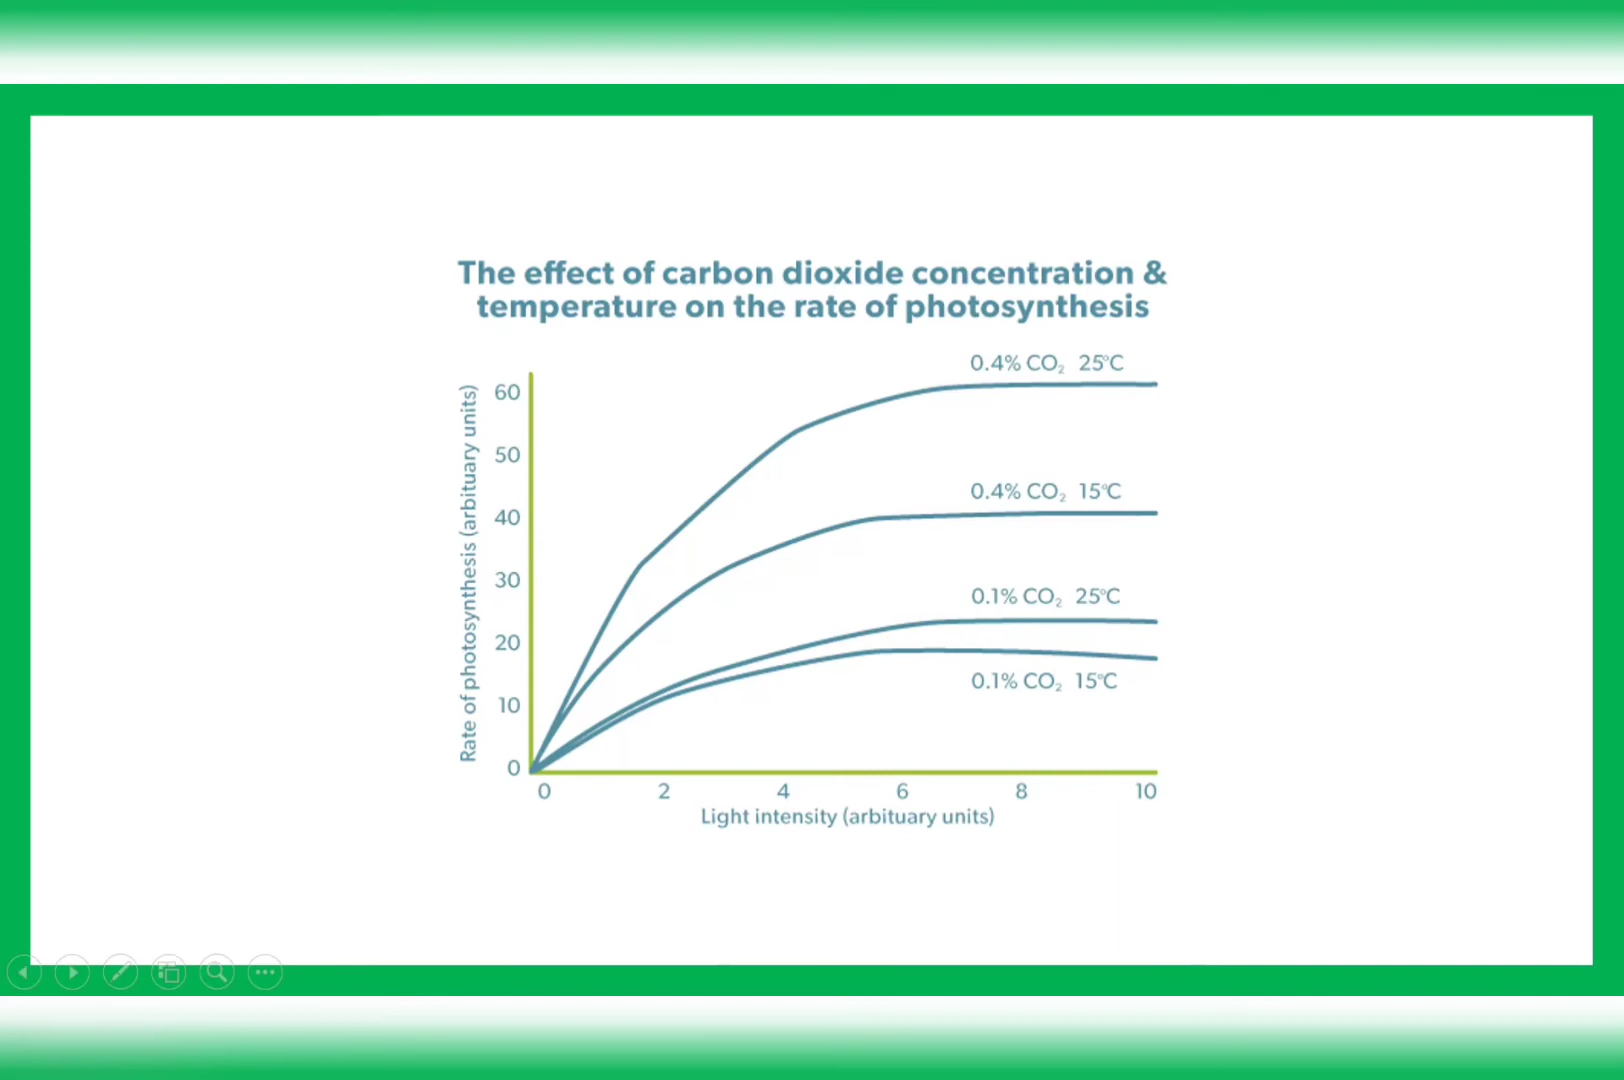 The effect of carbon dioxide concentration &
temperature on the rate of photosynthesis
0.4% CO₂ 25°C
0.4% CO₂ 15°C
0.1% CO₂ 25°C
0.1% CO₂ 15°C
Rate of photosynthesis (arbituary units)
60
50
40
30
20
10
0
0 2 4 6 8 10
Light intensity (arbituary units)